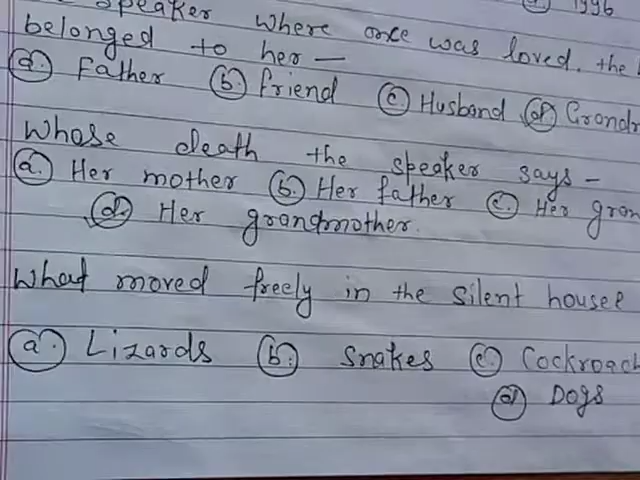 (d) 1996
Speaker where once was loved. the
belonged to her —
(a.) Father (b) friend (c.) Husband (d)
Whose death the speaker says –
(a.) Her mother (b.) Her father (c.) Her
(d.) Her grandmother.
What moved freely in the silent house
(a.) Lizards (b.) Snakes (c.) Cockroach
(d) Dogs